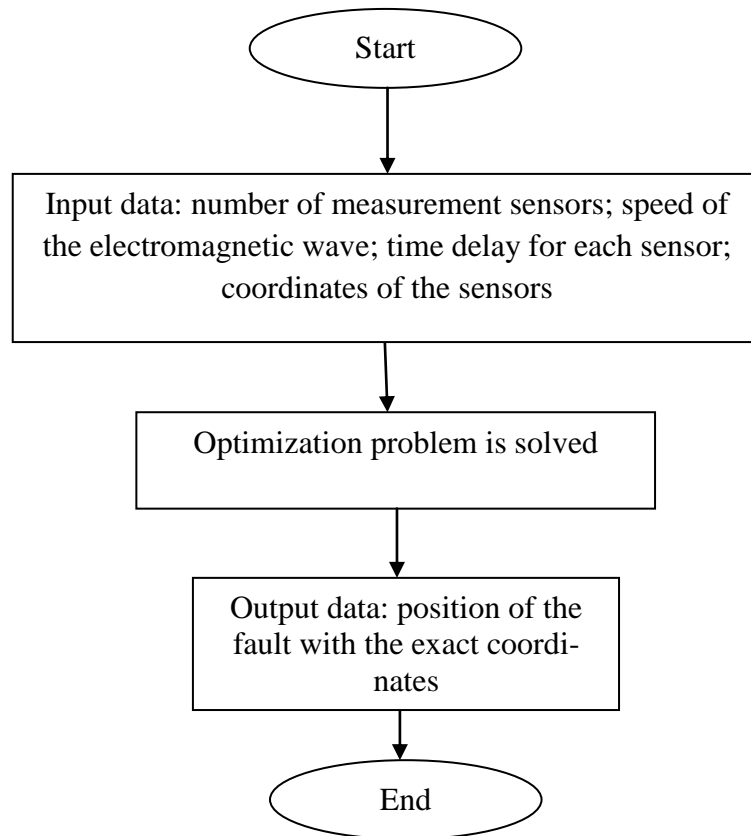 Start
Input data: number of measurement sensors; speed of
the electromagnetic wave; time delay for each sensor;
coordinates of the sensors
Optimization problem is solved
Output data: position of the
fault with the exact coordi-
nates
End